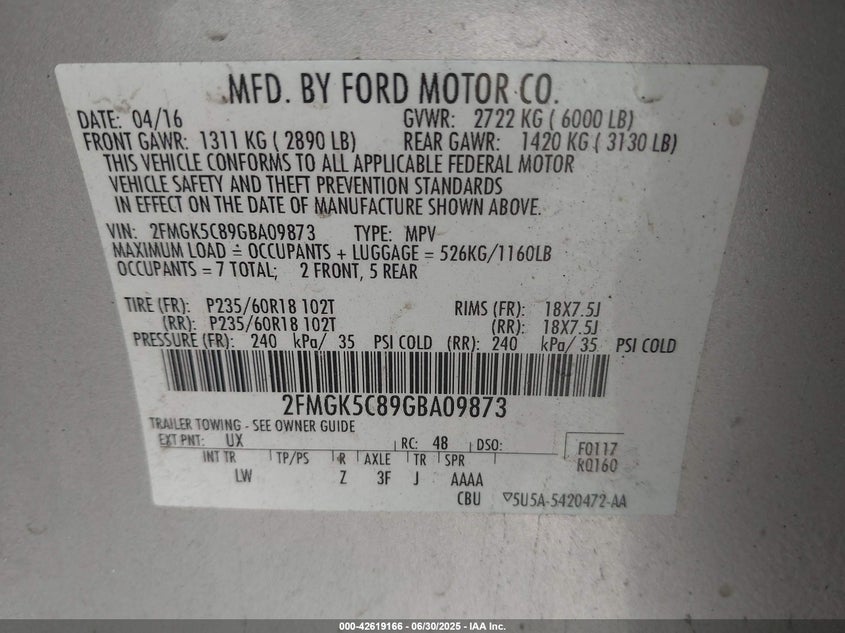 MFD. BY FORD MOTOR CO.
DATE: 04/16 GVWR: 2722 KG ( 6000 LB)
FRONT GAWR: 1311 KG ( 2890 LB) REAR GAWR: 1420 KG ( 3130 LB)
THIS VEHICLE CONFORMS TO ALL APPLICABLE FEDERAL MOTOR
VEHICLE SAFETY AND THEFT PREVENTION STANDARDS
IN EFFECT ON THE DATE OF MANUFACTURE SHOWN ABOVE.
VIN: 2FMGK5C89GBA09873 TYPE: MPV
MAXIMUM LOAD = OCCUPANTS + LUGGAGE = 526KG/1160LB
OCCUPANTS = 7 TOTAL; 2 FRONT, 5 REAR
TIRE (FR): P235/60R18 102T RIMS (FR): 18X7.5J
(RR): P235/60R18 102T (RR): 18X7.5J
PRESSURE (FR): 240 kPa/ 35 PSI COLD (RR): 240 kPa/ 35 PSI COLD
2FMGK5C89GBA09873
TRAILER TOWING - SEE OWNER GUIDE
EXT PNT: UX RC: 48 DSO: F0117
INT TR TP/PS R AXLE TR SPR RQ160
LW Z 3F J AAAA
CBU ▽5U5A-5420472-AA
000-42619166 - 06/30/2025 - IAA Inc.